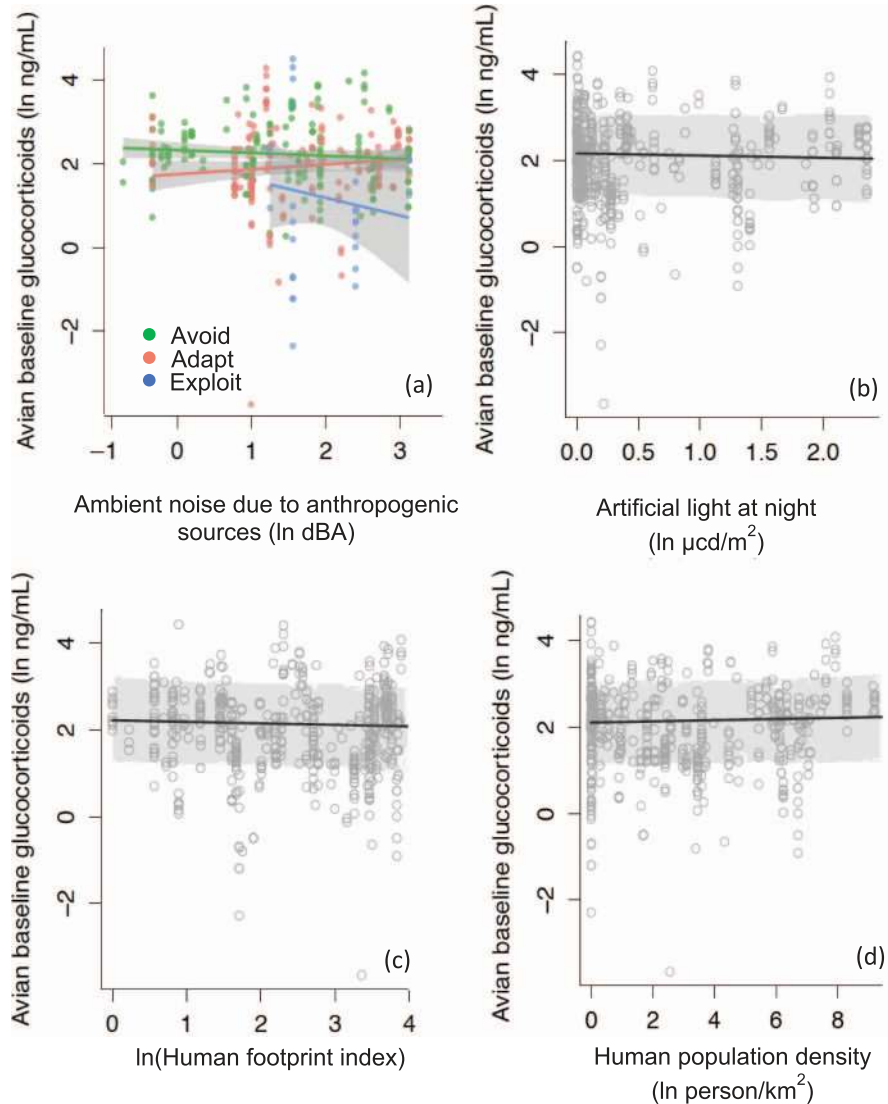 Avian baseline glucocorticoids (ln ng/mL)
4
2
0
−2
Avoid
Adapt
Exploit
(a)
−1
0
1
2
3
Ambient noise due to anthropogenic
sources (ln dBA)
Avian baseline glucocorticoids (ln ng/mL)
4
2
0
−2
(b)
0.0
0.5
1.0
1.5
2.0
Artificial light at night
(ln µcd/m²)
Avian baseline glucocorticoids (ln ng/mL)
4
2
0
−2
(c)
0
1
2
3
4
ln(Human footprint index)
Avian baseline glucocorticoids (ln ng/mL)
4
2
0
−2
(d)
0
2
4
6
8
Human population density
(ln person/km²)